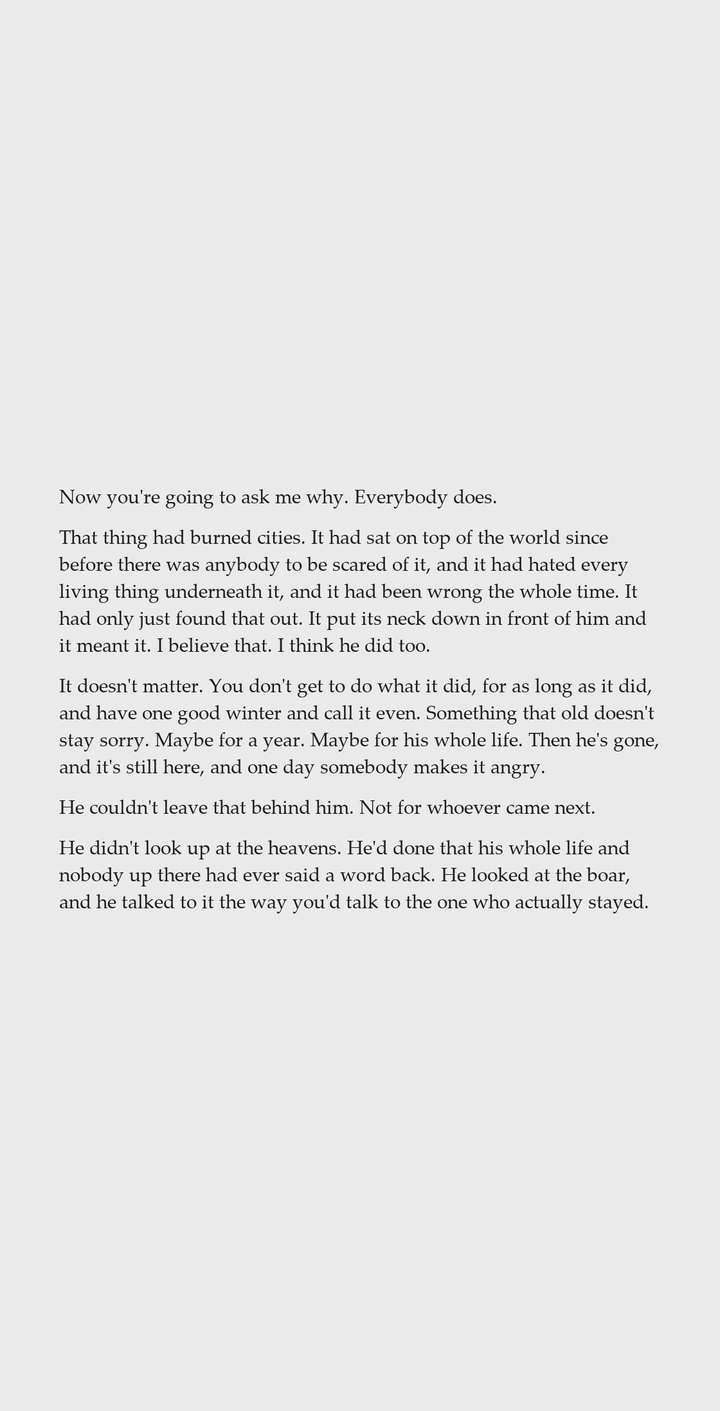 Now you're going to ask me why. Everybody does.
That thing had burned cities. It had sat on top of the world since
before there was anybody to be scared of it, and it had hated every
living thing underneath it, and it had been wrong the whole time. It
had only just found that out. It put its neck down in front of him and
it meant it. I believe that. I think he did too.
It doesn't matter. You don't get to do what it did, for as long as it did,
and have one good winter and call it even. Something that old doesn't
stay sorry. Maybe for a year. Maybe for his whole life. Then he's gone,
and it's still here, and one day somebody makes it angry.
He couldn't leave that behind him. Not for whoever came next.
He didn't look up at the heavens. He'd done that his whole life and
nobody up there had ever said a word back. He looked at the boar,
and he talked to it the way you'd talk to the one who actually stayed.